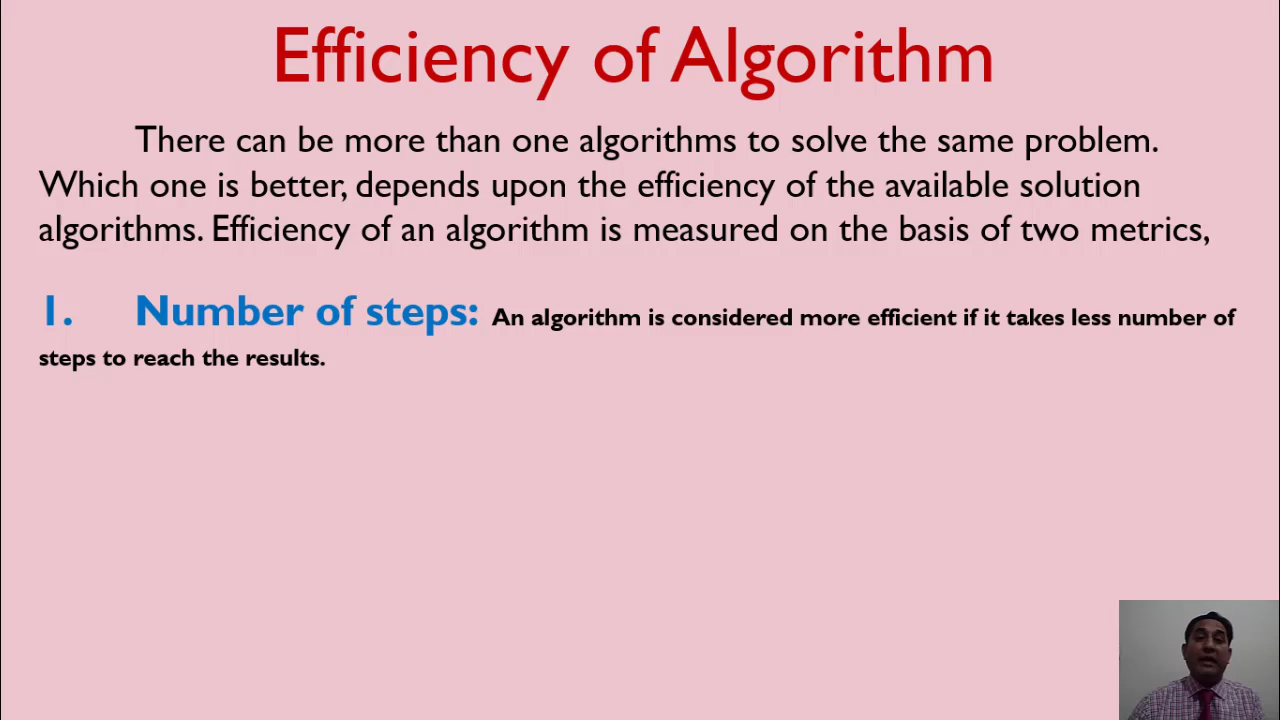 Efficiency of Algorithm
There can be more than one algorithms to solve the same problem.
Which one is better, depends upon the efficiency of the available solution
algorithms. Efficiency of an algorithm is measured on the basis of two metrics,
1. Number of steps: An algorithm is considered more efficient if it takes less number of
steps to reach the results.